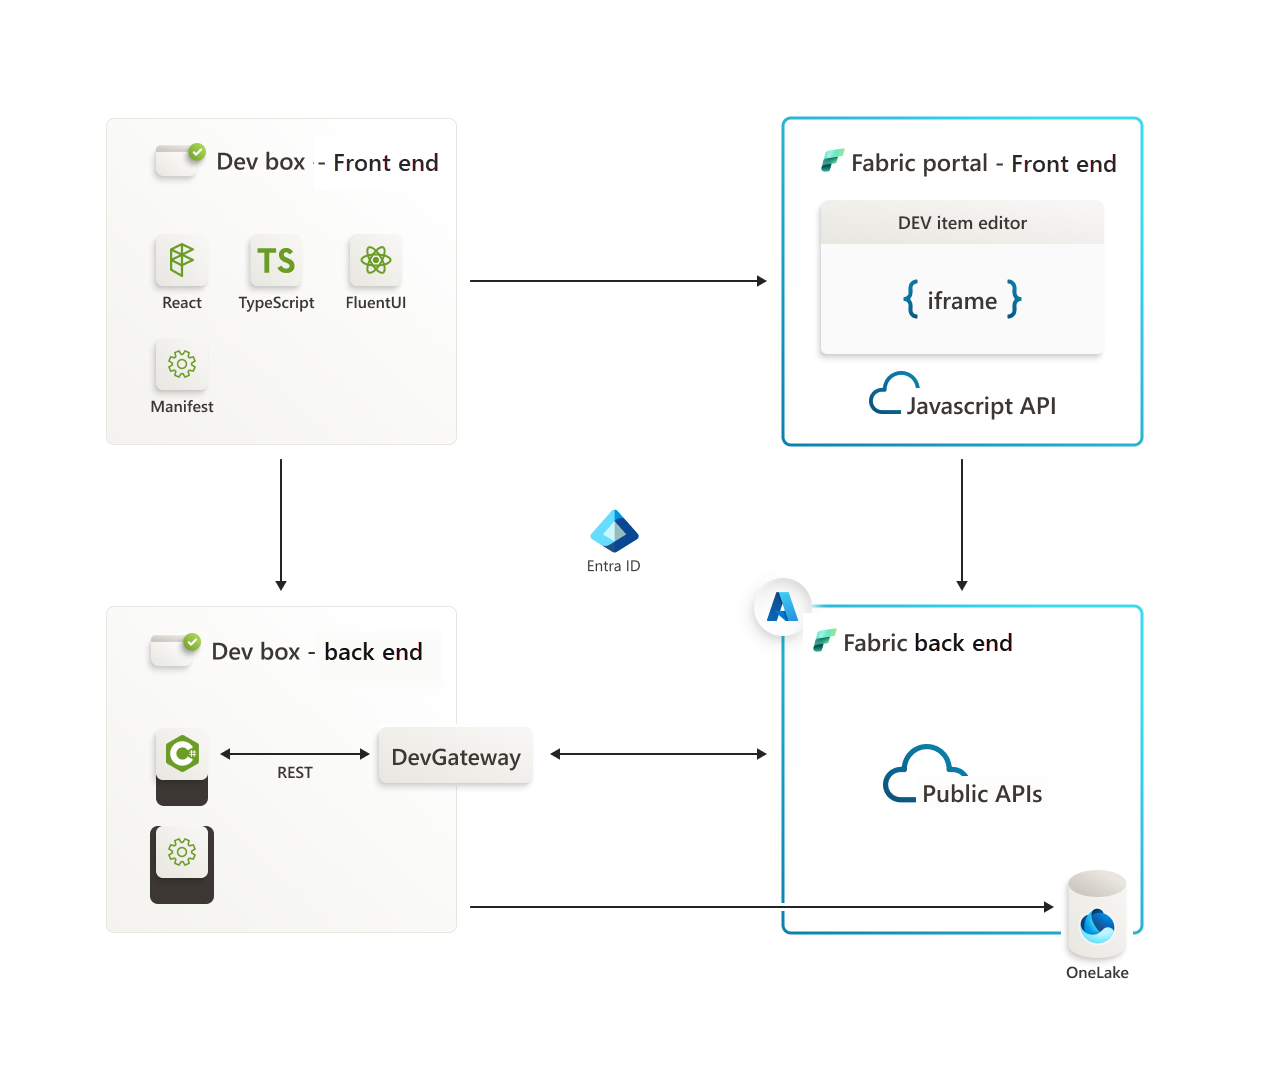 Dev box - Front end
React
TypeScript
FluentUI
Manifest
Fabric portal - Front end
DEV item editor
{ iframe }
Javascript API
Entra ID
Dev box - back end
REST
DevGateway
Fabric back end
Public APIs
OneLake